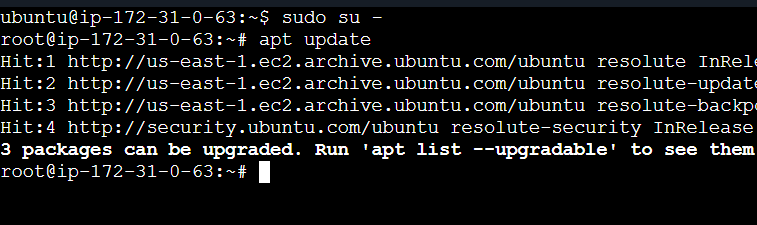 ubuntu@ip-172-31-0-63:~$ sudo su -
root@ip-172-31-0-63:~# apt update
Hit:1 http://us-east-1.ec2.archive.ubuntu.com/ubuntu resolute InRele
Hit:2 http://us-east-1.ec2.archive.ubuntu.com/ubuntu resolute-update
Hit:3 http://us-east-1.ec2.archive.ubuntu.com/ubuntu resolute-backpo
Hit:4 http://security.ubuntu.com/ubuntu resolute-security InRelease
3 packages can be upgraded. Run 'apt list --upgradable' to see them
root@ip-172-31-0-63:~#